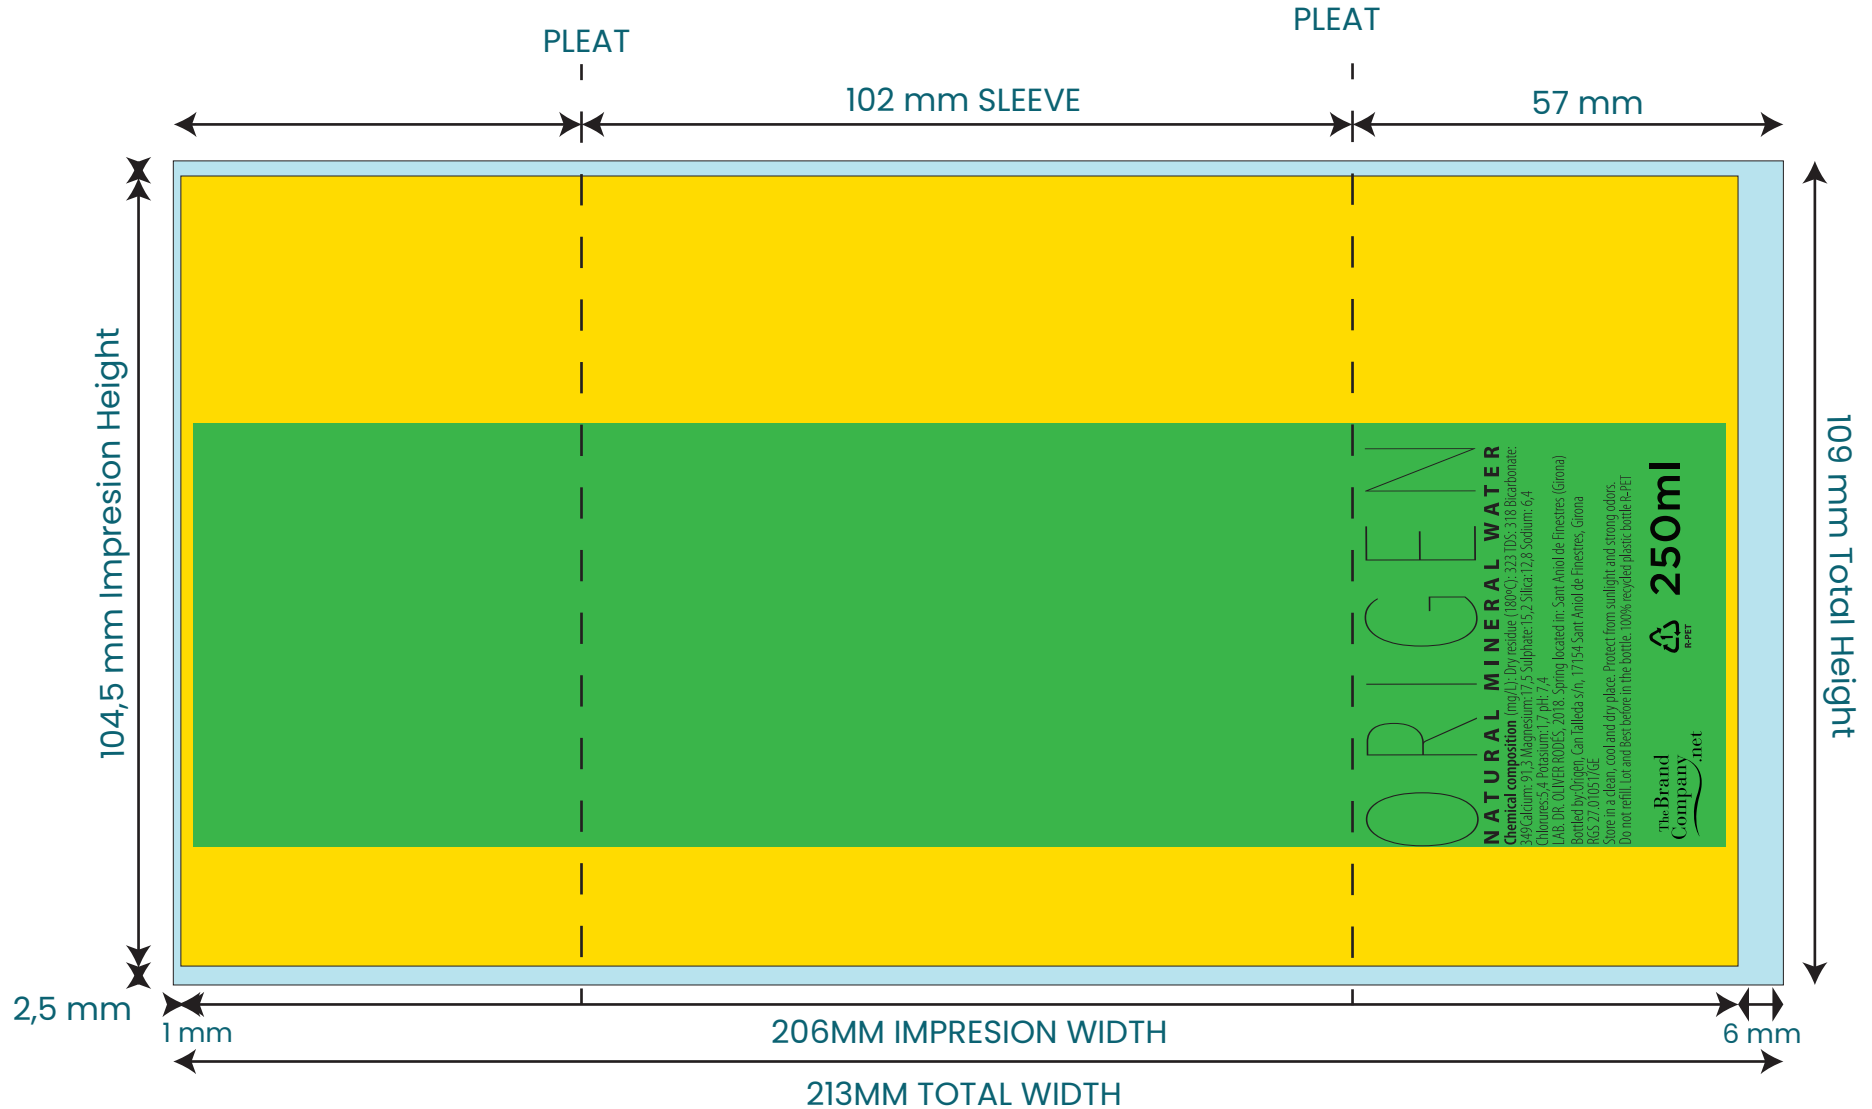 PLEAT
PLEAT
102 mm SLEEVE
57 mm
104,5 mm Impresion Height
109 mm Total Height
ORIGEN
NATURAL MINERAL WATER
Chemical composition (mg/L): Dry residue (180ºC): 323 TDS: 318 Bicarbonate:
349Calcium: 91,3 Magnesium:17,5 Sulphate:15,2 Silica:12,8 Sodium: 6,4
Chlorures:5,4 Potasium:1,7 pH: 7,4
LAB. DR. OLIVER RODÉS, 2018. Spring located in: Sant Aniol de Finestres (Girona)
Bottled by:Origen, Can Talleda s/n, 17154 Sant Aniol de Finestres, Girona
RGS 27.010517/GE
Store in a clean, cool and dry place. Protect from sunlight and strong odors.
Do not refill. Lot and Best before in the bottle. 100% recycled plastic bottle R-PET
The Brand
Company.net
1
R-PET
250ml
2,5 mm
1 mm
206MM IMPRESION WIDTH
6 mm
213MM TOTAL WIDTH